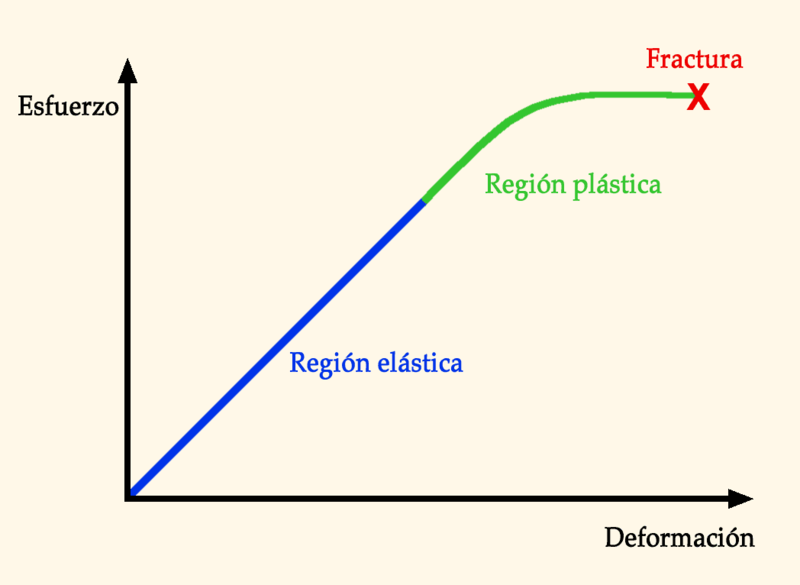 Fractura
Esfuerzo
Región plástica
Región elástica
Deformación